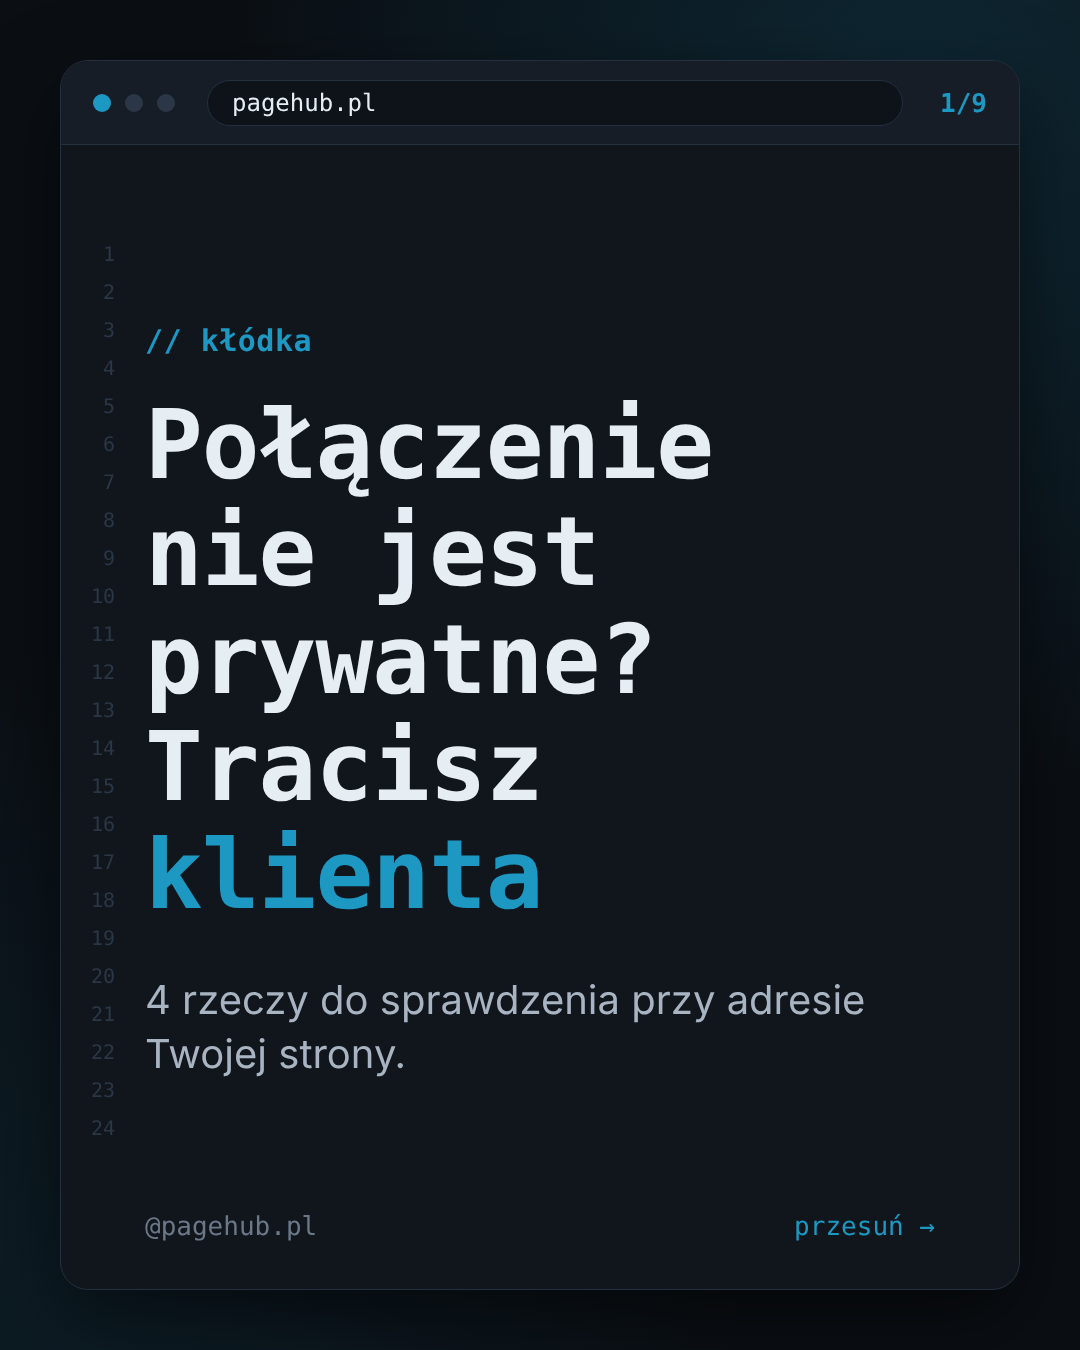 pagehub.pl
1/9
1
2
3
// kłódka
4
5
6
Połączenie
7
8
9
nie jest
10
11
prywatne?
12
13
14
Tracisz
15
16
17
klienta
18
19
20
4 rzeczy do sprawdzenia przy adresie
21
22
Twojej strony.
23
24
@pagehub.pl
przesuń →